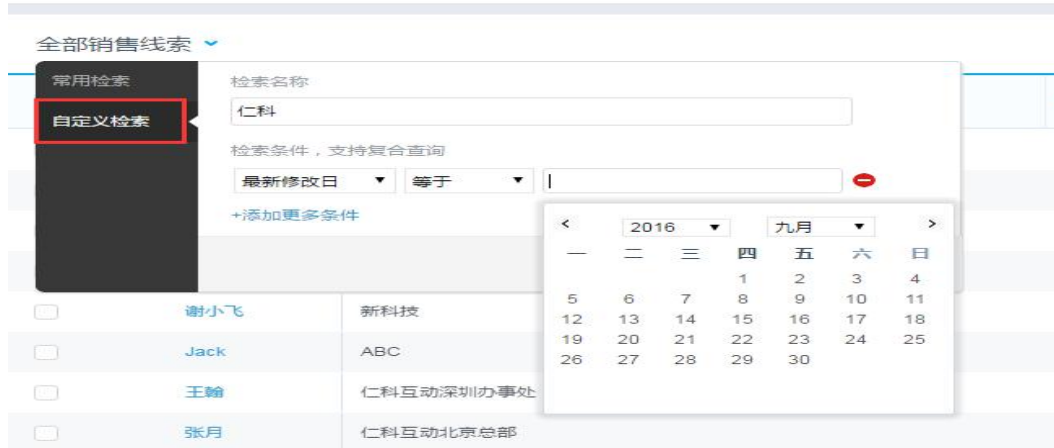 全部销售线索
常用检索
自定义检索
检索名称
仁科
检索条件，支持复合查询
最新修改日 等于
+添加更多条件
< 2016 九月 >
一 二 三 四 五 六 日
1 2 3 4
5 6 7 8 9 10 11
12 13 14 15 16 17 18
19 20 21 22 23 24 25
26 27 28 29 30
谢小飞 新科技
Jack ABC
王翰 仁科互动深圳办事处
张月 仁科互动北京总部